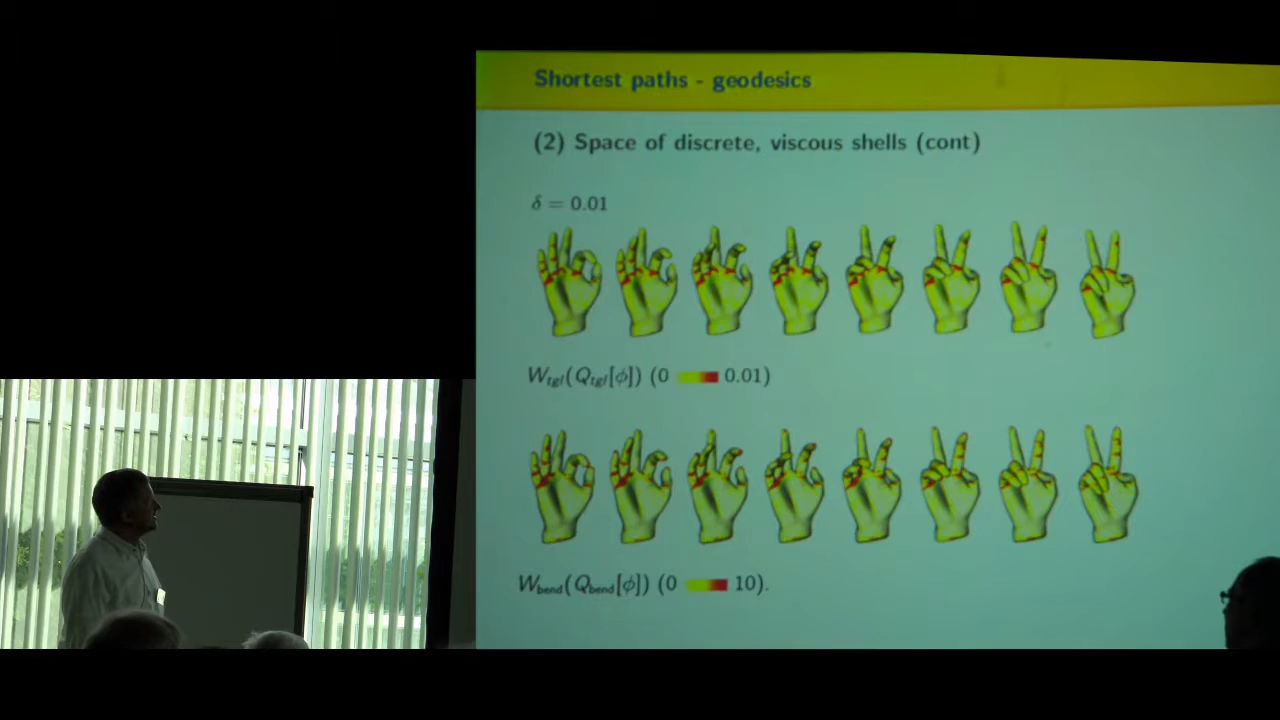 Shortest paths - geodesics
(2) Space of discrete, viscous shells (cont)
δ = 0.01
W_tgl(Q_tgl[ϕ]) (0 0.01)
W_bend(Q_bend[ϕ]) (0 10).